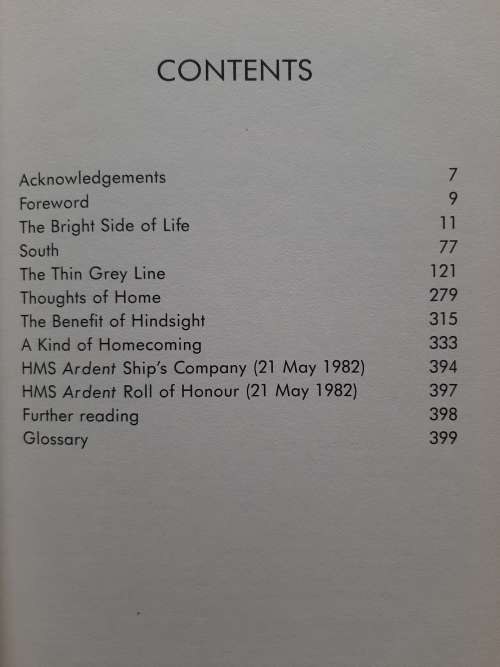 CONTENTS
Acknowledgements 7
Foreword 9
The Bright Side of Life 11
South 77
The Thin Grey Line 121
Thoughts of Home 279
The Benefit of Hindsight 315
A Kind of Homecoming 333
HMS Ardent Ship's Company (21 May 1982) 394
HMS Ardent Roll of Honour (21 May 1982) 397
Further reading 398
Glossary 399